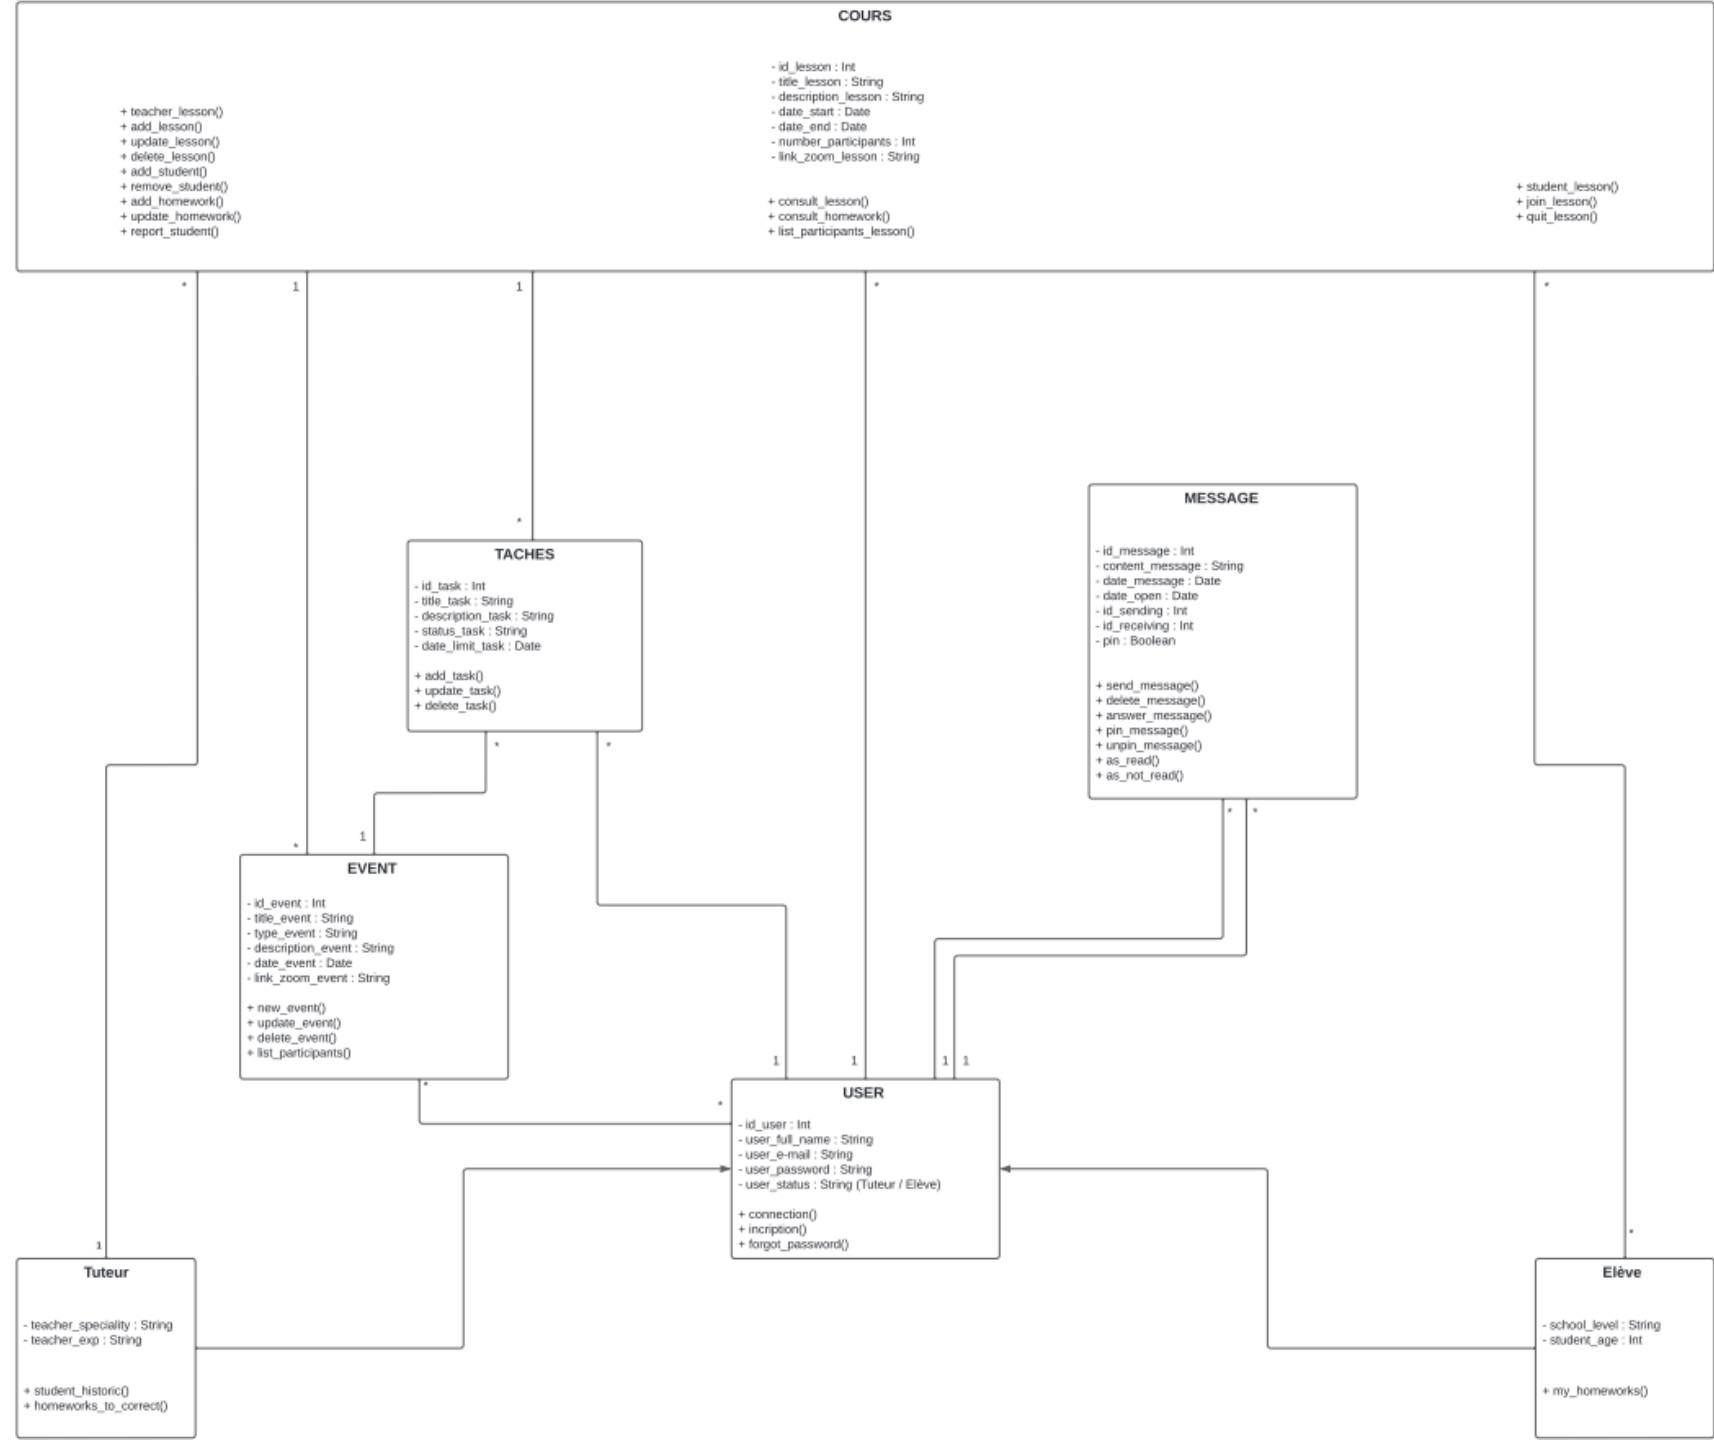 COURS
+ teacher_lesson()
+ add_lesson()
+ update_lesson()
+ delete_lesson()
+ add_student()
+ remove_student()
+ add_homework()
+ update_homework()
+ report_student()
- id_lesson : Int
- title_lesson : String
- description_lesson : String
- date_start : Date
- date_end : Date
- number_participants : Int
- link_zoom_lesson : String
+ consult_lesson()
+ consult_homework()
+ list_participants_lesson()
+ student_lesson()
+ join_lesson()
+ quit_lesson()
*
1
1
*
*
*
TACHES
- id_task : Int
- title_task : String
- description_task : String
- status_task : String
- date_limit_task : Date
+ add_task()
+ update_task()
+ delete_task()
*
*
MESSAGE
- id_message : Int
- content_message : String
- date_message : Date
- date_open : Date
- id_sending : Int
- id_receiving : Int
- pin : Boolean
+ send_message()
+ delete_message()
+ answer_message()
+ pin_message()
+ unpin_message()
+ as_read()
+ as_not_read()
*
*
*
1
EVENT
- id_event : Int
- title_event : String
- type_event : String
- description_event : String
- date_event : Date
- link_zoom_event : String
+ new_event()
+ update_event()
+ delete_event()
+ list_participants()
*
*
1
1
1
1
USER
- id_user : Int
- user_full_name : String
- user_e-mail : String
- user_password : String
- user_status : String (Tuteur / Elève)
+ connection()
+ incription()
+ forgot_password()
1
Tuteur
- teacher_speciality : String
- teacher_exp : String
+ student_historic()
+ homeworks_to_correct()
*
Elève
- school_level : String
- student_age : Int
+ my_homeworks()